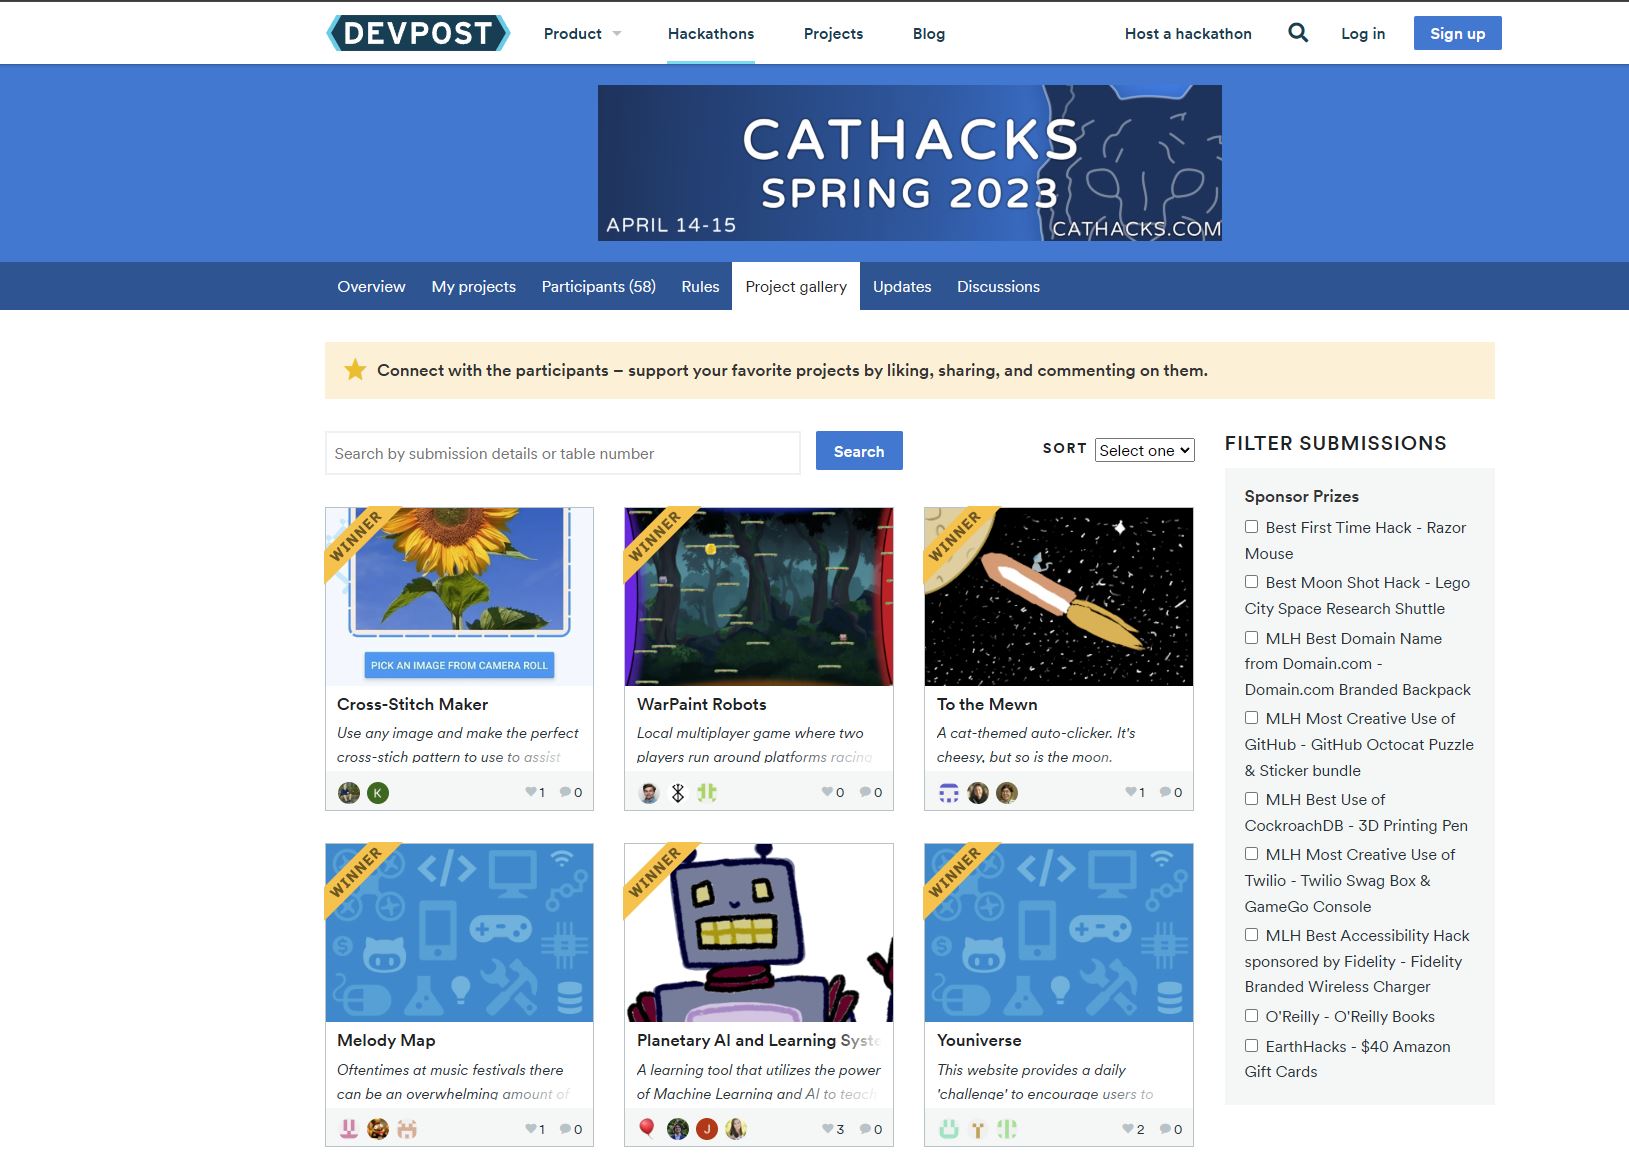 DEVPOST
Product
Hackathons
Projects
Blog
Host a hackathon
Log in
Sign up
CATHACKS
SPRING 2023
APRIL 14-15
CATHACKS.COM
Overview
My projects
Participants (58)
Rules
Project gallery
Updates
Discussions
Connect with the participants – support your favorite projects by liking, sharing, and commenting on them.
Search by submission details or table number
Search
SORT
Select one
WINNER
PICK AN IMAGE FROM CAMERA ROLL
Cross-Stitch Maker
Use any image and make the perfect
cross-stich pattern to use to assist
K
1
0
WINNER
WarPaint Robots
Local multiplayer game where two
players run around platforms racing
0
0
WINNER
To the Mewn
A cat-themed auto-clicker. It's
cheesy, but so is the moon.
1
0
WINNER
Melody Map
Oftentimes at music festivals there
can be an overwhelming amount of
1
0
WINNER
Planetary AI and Learning Syste
A learning tool that utilizes the power
of Machine Learning and AI to teach
J
3
0
WINNER
Youniverse
This website provides a daily
'challenge' to encourage users to
2
0
FILTER SUBMISSIONS
Sponsor Prizes
Best First Time Hack - Razor
Mouse
Best Moon Shot Hack - Lego
City Space Research Shuttle
MLH Best Domain Name
from Domain.com -
Domain.com Branded Backpack
MLH Most Creative Use of
GitHub - GitHub Octocat Puzzle
& Sticker bundle
MLH Best Use of
CockroachDB - 3D Printing Pen
MLH Most Creative Use of
Twilio - Twilio Swag Box &
GameGo Console
MLH Best Accessibility Hack
sponsored by Fidelity - Fidelity
Branded Wireless Charger
O'Reilly - O'Reilly Books
EarthHacks - $40 Amazon
Gift Cards